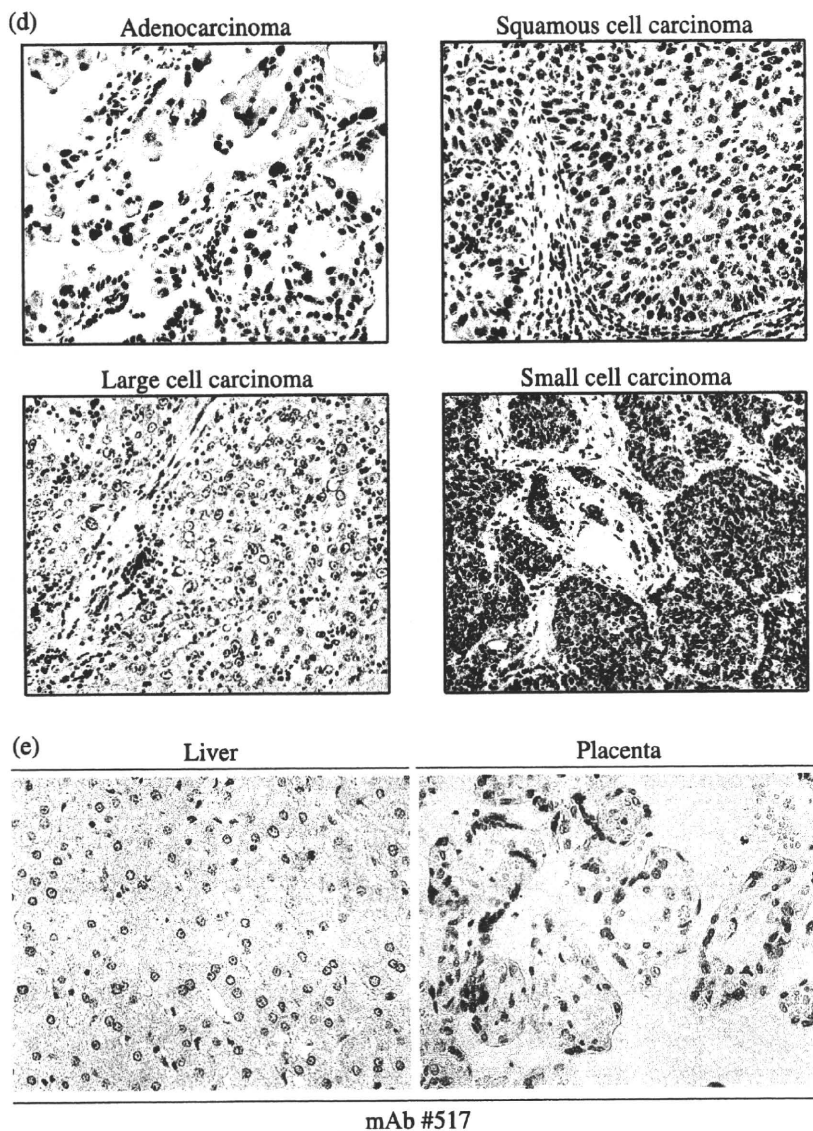 (d)
Adenocarcinoma
Squamous cell carcinoma
Large cell carcinoma
Small cell carcinoma
(e)
Liver
Placenta
mAb #517